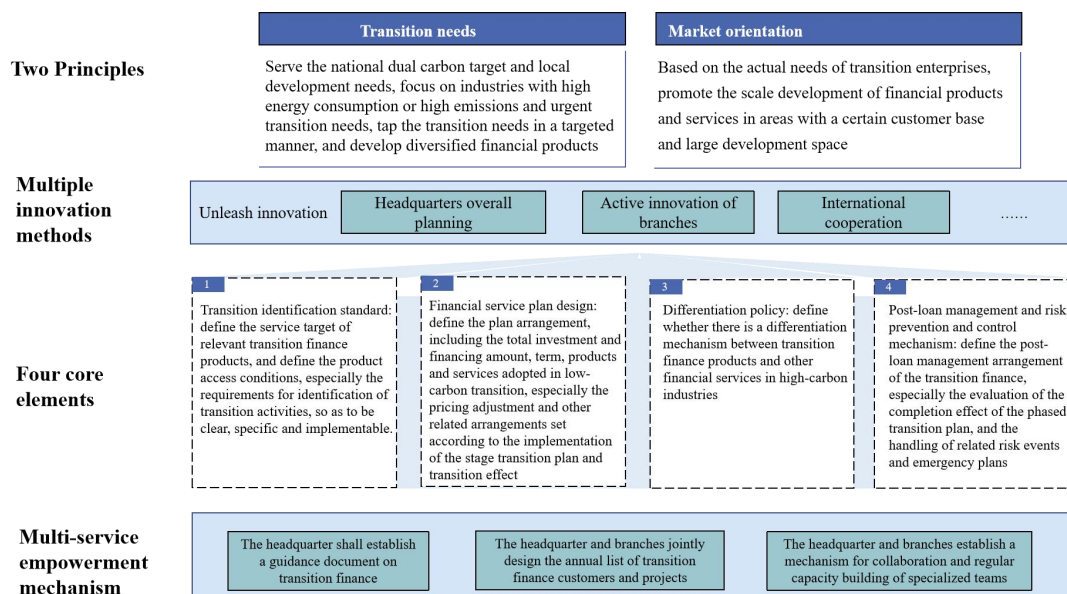 Transition needs
Market orientation
Two Principles
Serve the national dual carbon target and local
development needs, focus on industries with high
energy consumption or high emissions and urgent
transition needs, tap the transition needs in a targeted
manner, and develop diversified financial products
Based on the actual needs of transition enterprises,
promote the scale development of financial products
and services in areas with a certain customer base
and large development space
Multiple
innovation
methods
Unleash innovation
Headquarters overall
planning
Active innovation of
branches
International
cooperation
......
Four core
elements
1
Transition identification standard:
define the service target of
relevant transition finance
products, and define the product
access conditions, especially the
requirements for identification of
transition activities, so as to be
clear, specific and implementable.
2
Financial service plan design:
define the plan arrangement,
including the total investment and
financing amount, term, products
and services adopted in low-
carbon transition, especially the
pricing adjustment and other
related arrangements set
according to the implementation
of the stage transition plan and
transition effect
3
Differentiation policy: define
whether there is a differentiation
mechanism between transition
finance products and other
financial services in high-carbon
industries
4
Post-loan management and risk
prevention and control
mechanism: define the post-
loan management arrangement
of the transition finance,
especially the evaluation of the
completion effect of the phased
transition plan, and the
handling of related risk events
and emergency plans
Multi-service
empowerment
mechanism
The headquarter shall establish
a guidance document on
transition finance
The headquarter and branches jointly
design the annual list of transition
finance customers and projects
The headquarter and branches establish a
mechanism for collaboration and regular
capacity building of specialized teams